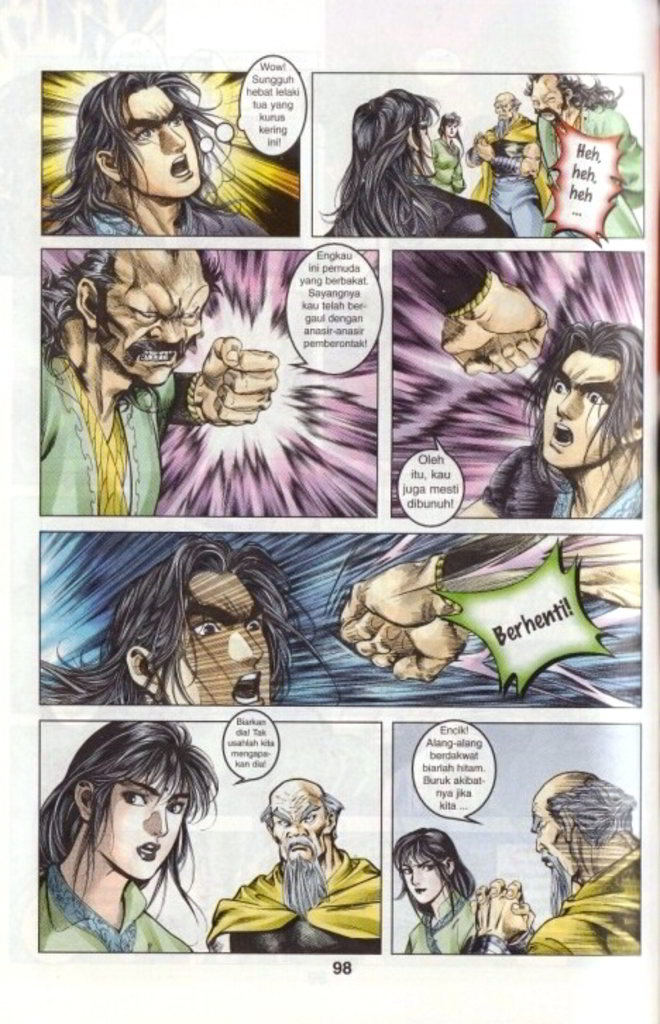 Wow!
Sungguh
hebat lelaki
tua yang
kurus
kering
ini!
Heh,
heh,
heh
...
Engkau
ini pemuda
yang berbakat.
Sayangnya
kau telah ber-
gaul dengan
anasir-anasir
pemberontak!
Oleh
itu, kau
juga mesti
dibunuh!
Berhenti!
Biarkan
dia! Tak
usahlah kita
mengapa-
kan dia!
Encik!
Alang-alang
berdakwat
biarlah hitam.
Buruk akibat-
nya jika
kita ...
98